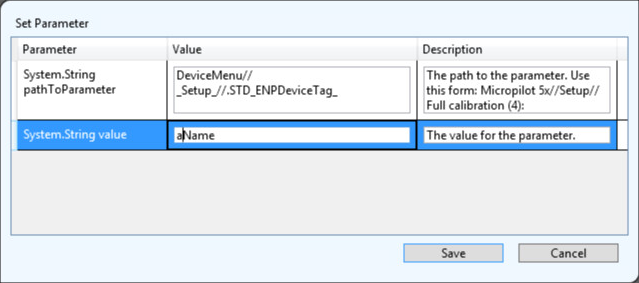 Set Parameter
Parameter Value Description
System.String pathToParameter
DeviceMenu//
_Setup_//.STD_ENPDeviceTag_
The path to the parameter. Use
this form: Micropilot 5x//Setup//
Full calibration (4):
System.String value aName The value for the parameter.
Save Cancel